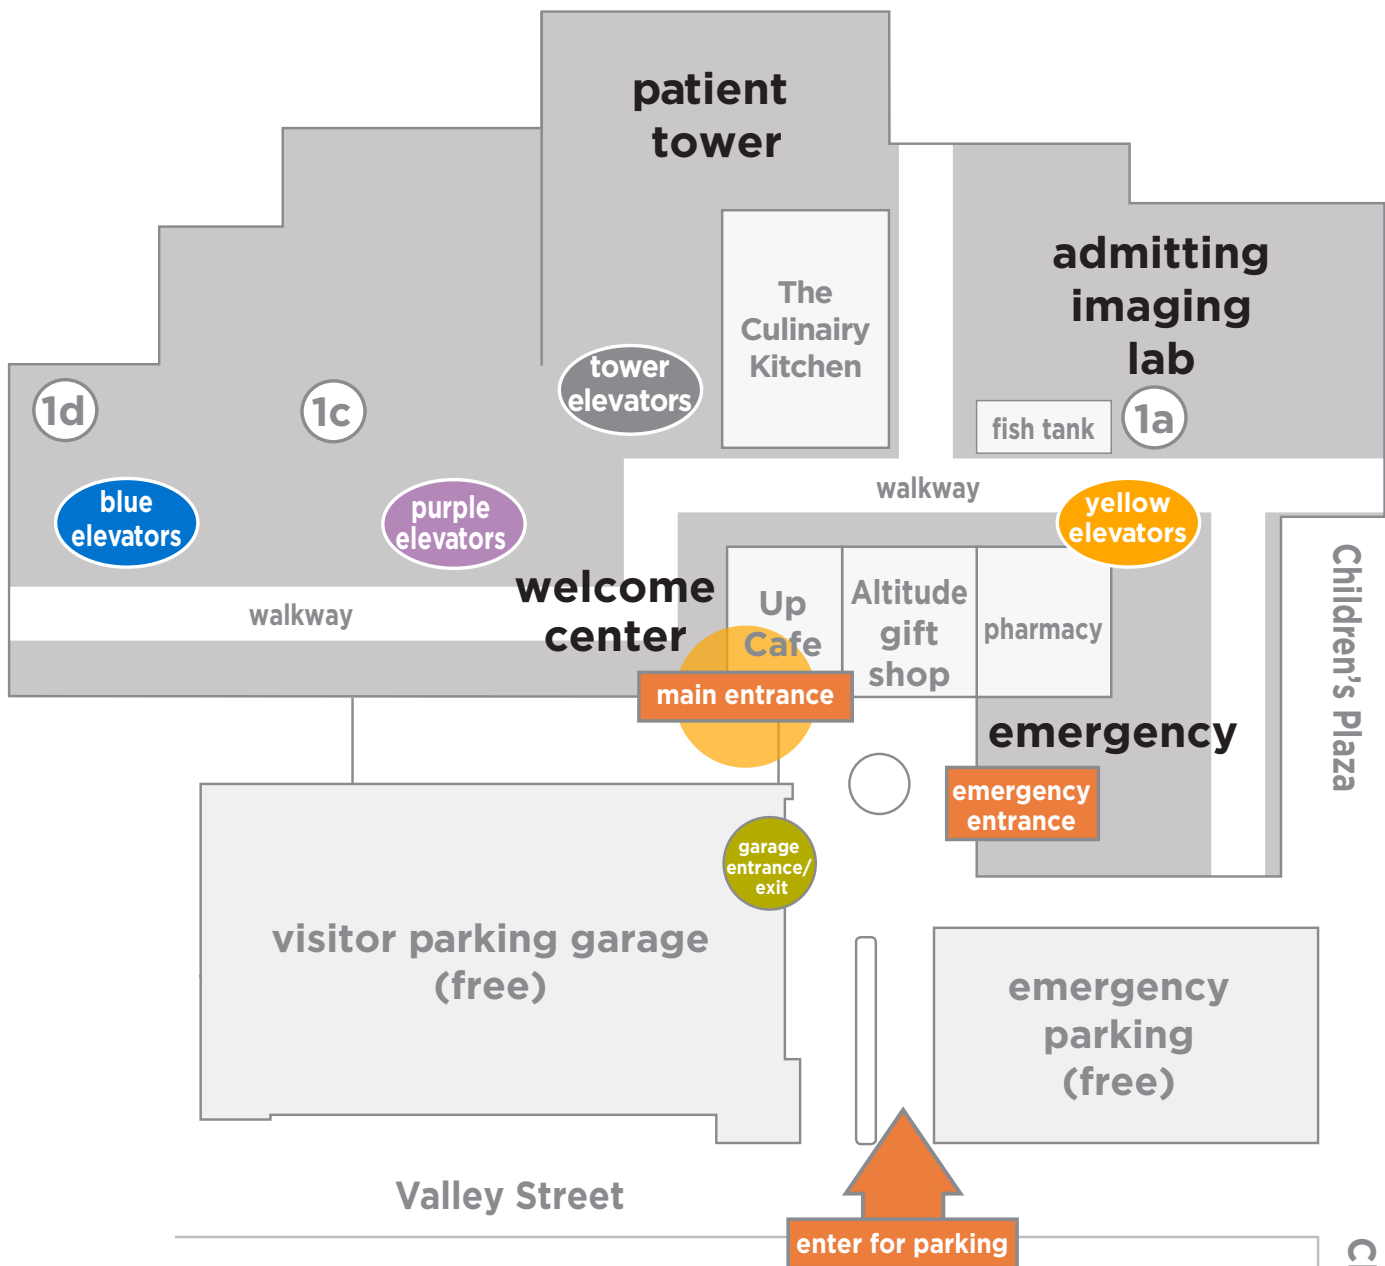 patient
tower
admitting
imaging
lab
The
Culinairy
Kitchen
tower
elevators
1d
1c
fish tank
1a
blue
elevators
purple
elevators
walkway
yellow
elevators
walkway
welcome
center
Up
Cafe
Altitude
gift
shop
pharmacy
Children's Plaza
main entrance
emergency
emergency
entrance
garage
entrance/
exit
visitor parking garage
(free)
emergency
parking
(free)
Valley Street
enter for parking